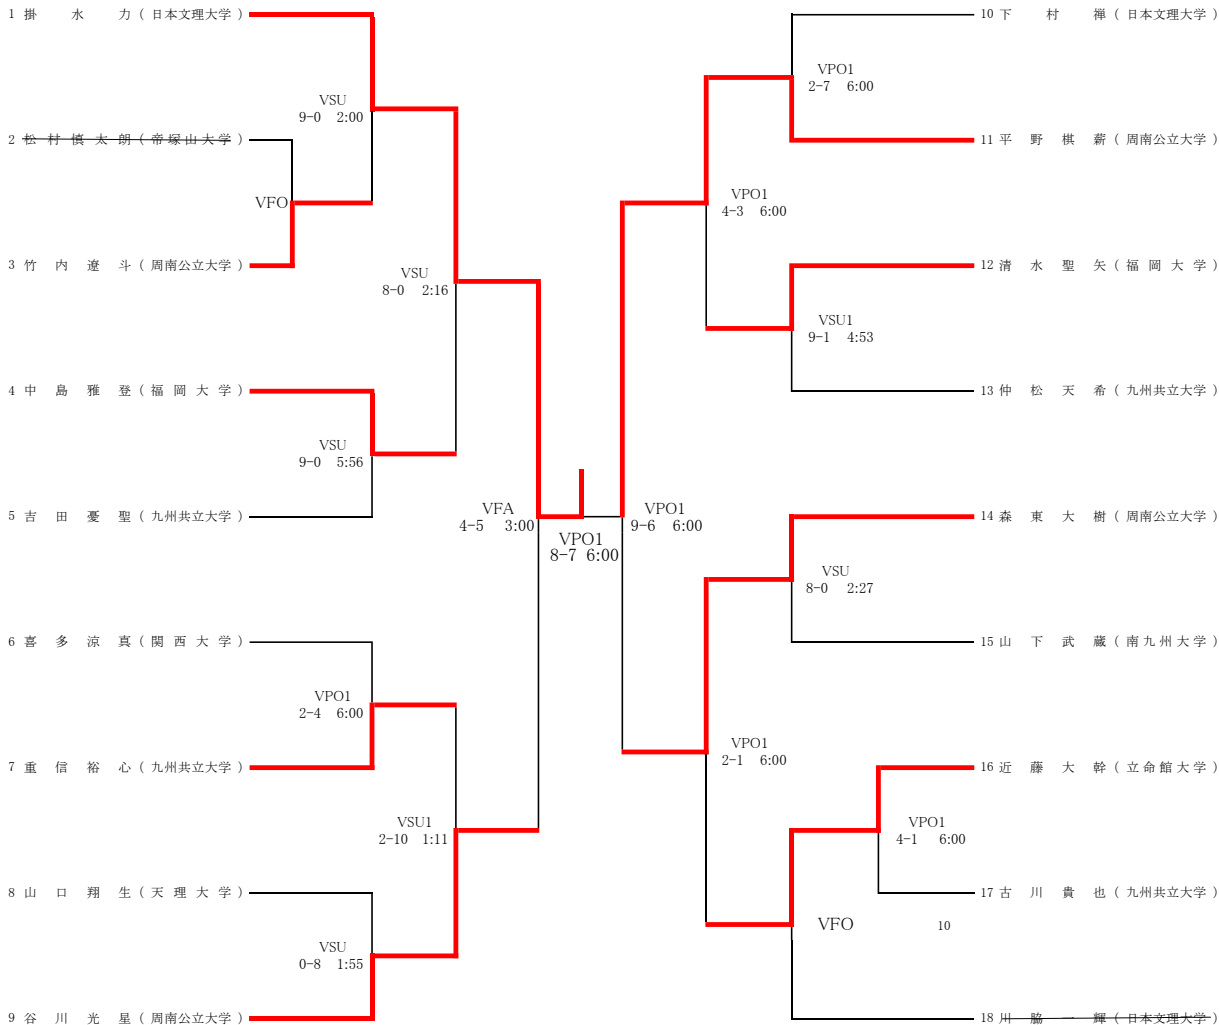 1 掛水力(日本文理大学)
VSU
9-0 2:00
2 松村慎太朗(帝塚山大学)
VFO
3 竹内遼斗(周南公立大学)
VSU
8-0 2:16
4 中島雅登(福岡大学)
VSU
9-0 5:56
5 吉田憂聖(九州共立大学)
VFA
4-5 3:00
VPO1
8-7 6:00
6 喜多涼真(関西大学)
VPO1
2-4 6:00
7 重信裕心(九州共立大学)
VSU1
2-10 1:11
8 山口翔生(天理大学)
VSU
0-8 1:55
9 谷川光星(周南公立大学)
10 下村禅(日本文理大学)
VPO1
2-7 6:00
11 平野棋薪(周南公立大学)
VPO1
4-3 6:00
12 清水聖矢(福岡大学)
VSU1
9-1 4:53
13 仲松天希(九州共立大学)
VPO1
9-6 6:00
14 森東大樹(周南公立大学)
VSU
8-0 2:27
15 山下武蔵(南九州大学)
VPO1
2-1 6:00
16 近藤大幹(立命館大学)
VPO1
4-1 6:00
17 古川貴也(九州共立大学)
VFO 10
18 川脇一輝(日本文理大学)